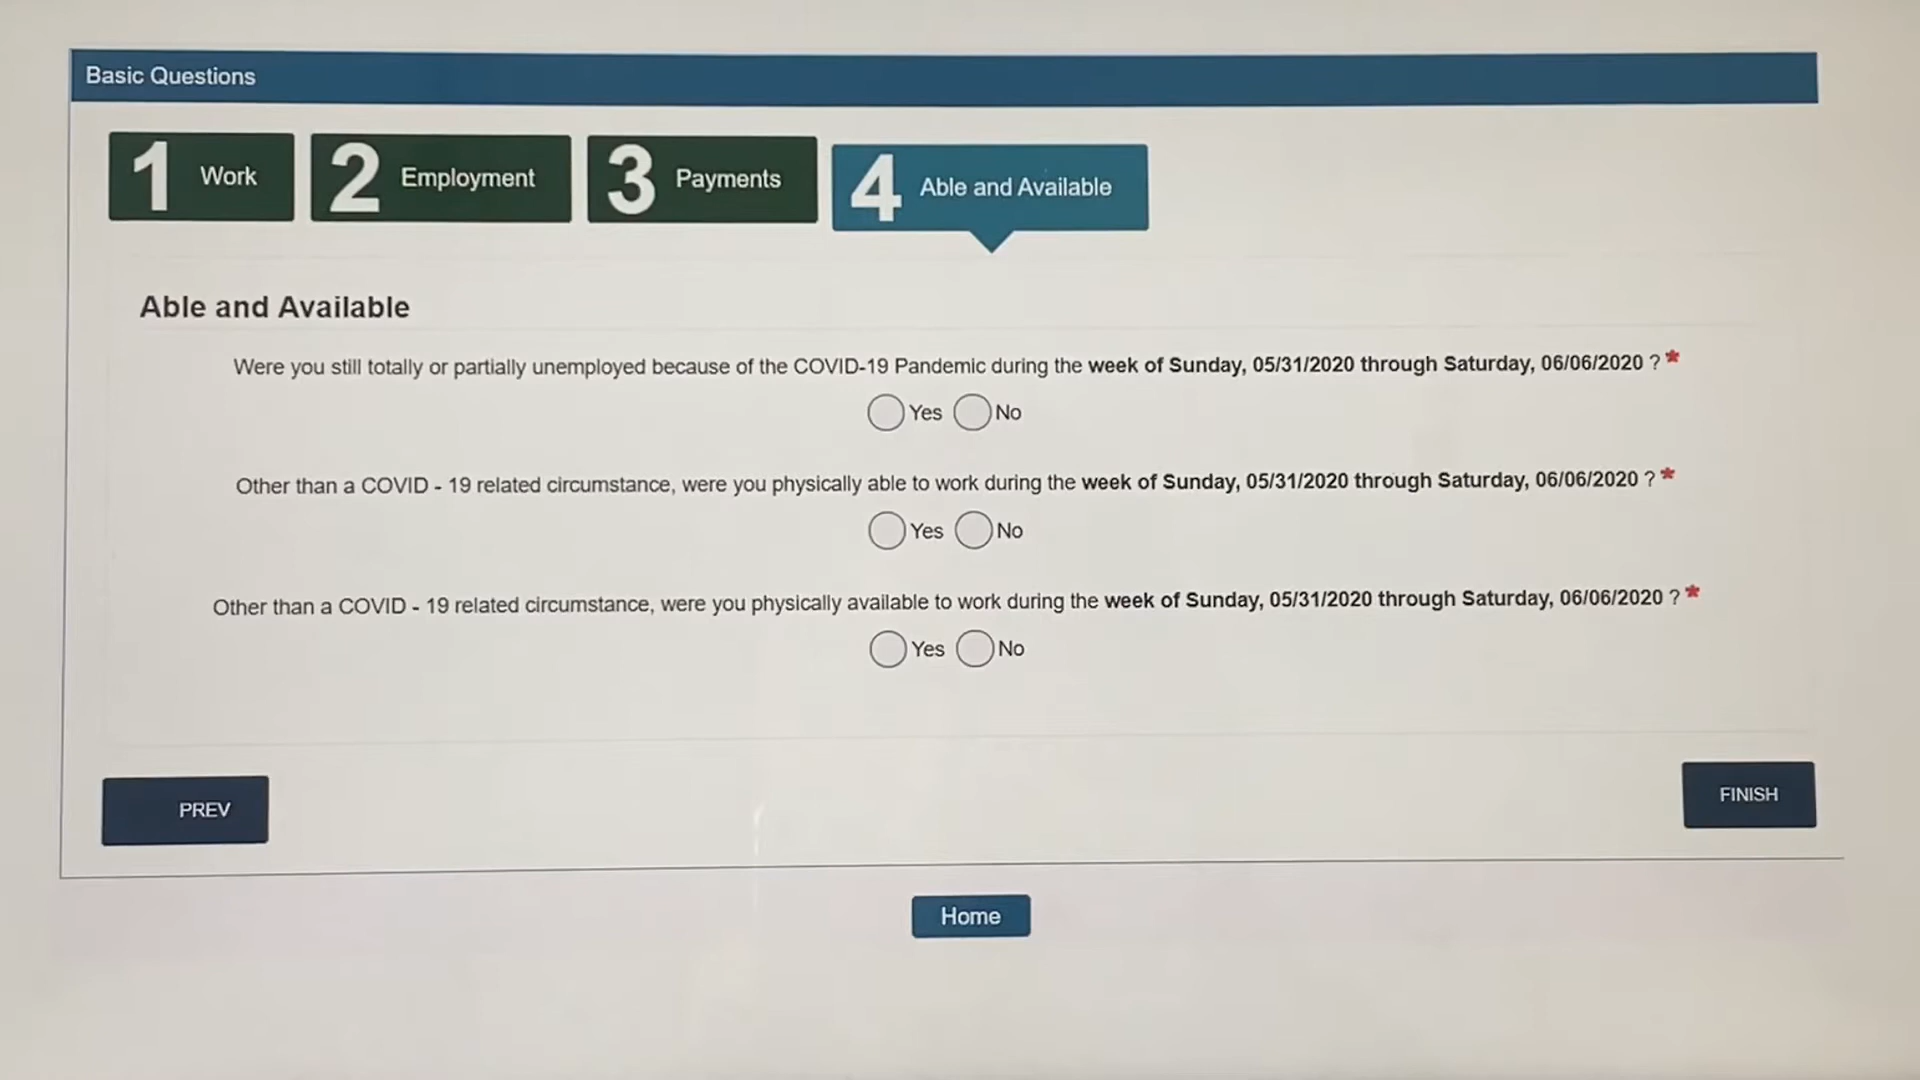 Basic Questions
1 Work 2 Employment 3 Payments 4 Able and Available
Able and Available
Were you still totally or partially unemployed because of the COVID-19 Pandemic during the week of Sunday, 05/31/2020 through Saturday, 06/06/2020 ? *
Yes No
Other than a COVID - 19 related circumstance, were you physically able to work during the week of Sunday, 05/31/2020 through Saturday, 06/06/2020 ? *
Yes No
Other than a COVID - 19 related circumstance, were you physically available to work during the week of Sunday, 05/31/2020 through Saturday, 06/06/2020 ? *
Yes No
PREV FINISH
Home